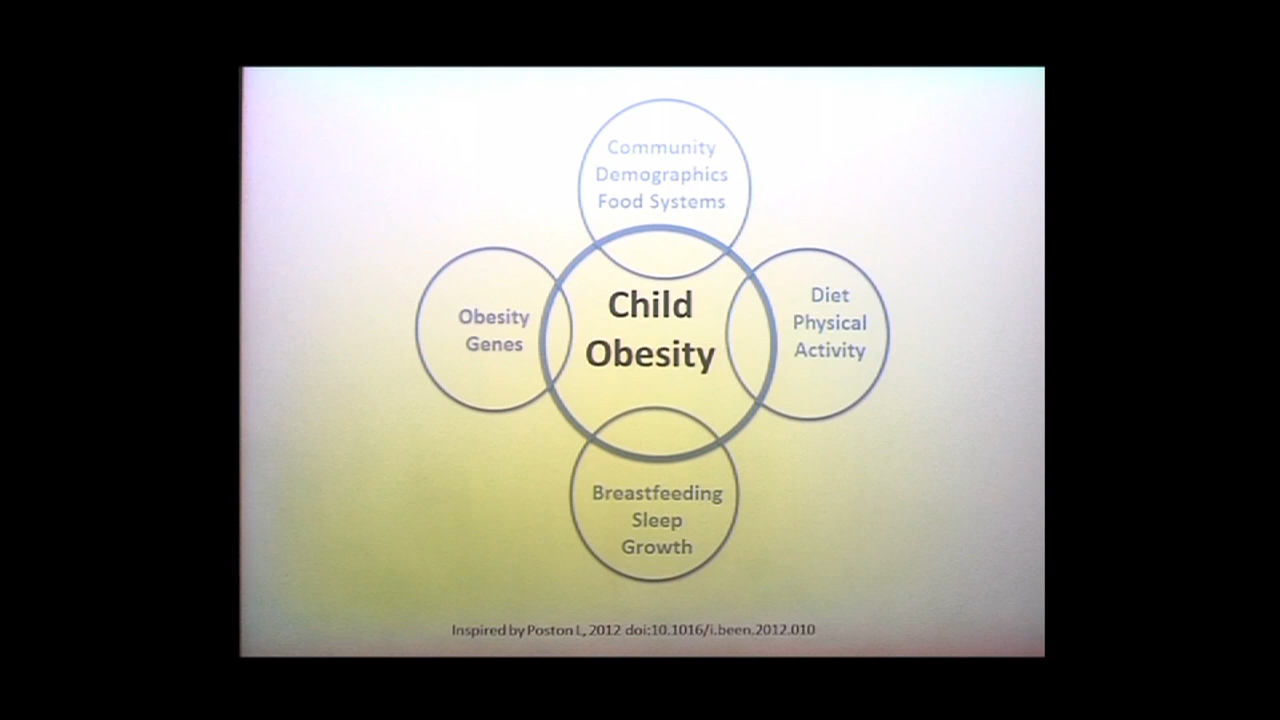 Community
Demographics
Food Systems
Obesity
Genes
Child
Obesity
Diet
Physical
Activity
Breastfeeding
Sleep
Growth
Inspired by Poston L, 2012 doi:10.1016/i.been.2012.010